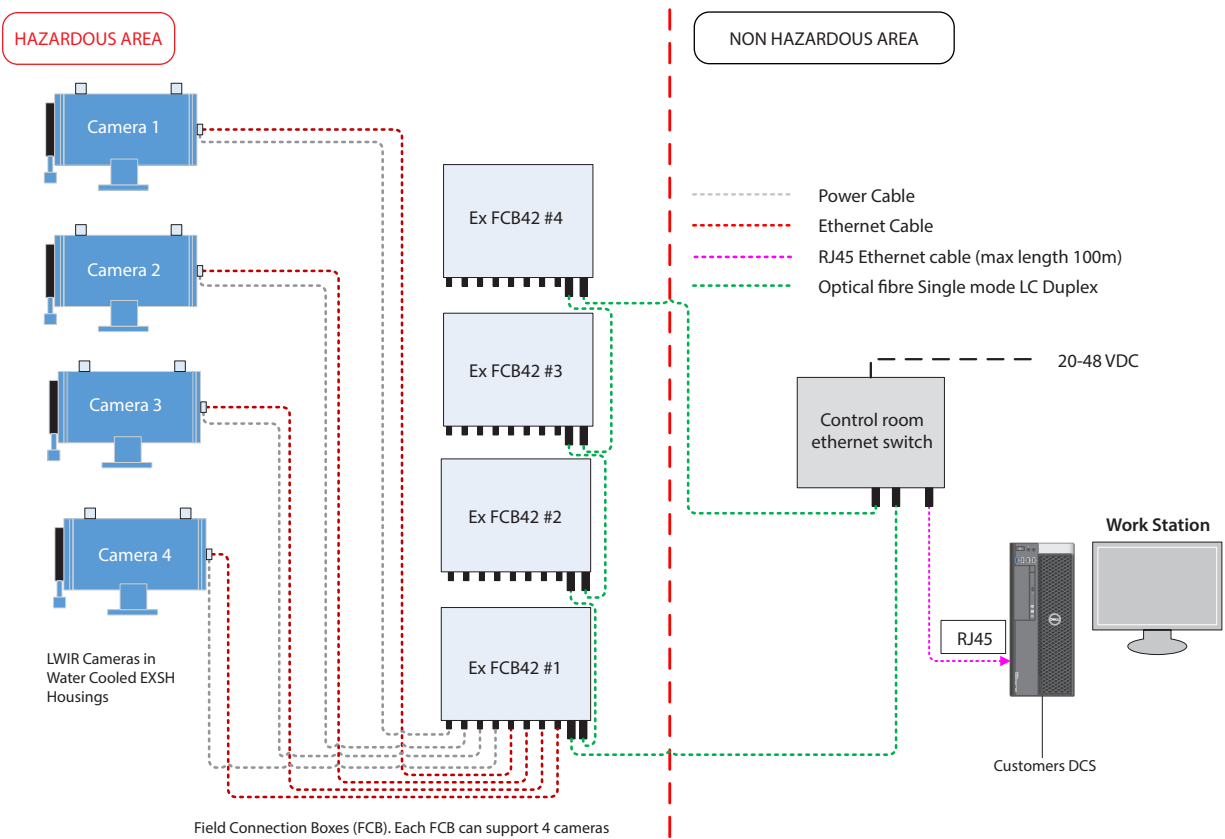 HAZARDOUS AREA
NON HAZARDOUS AREA
Camera 1
Camera 2
Camera 3
Camera 4
LWIR Cameras in
Water Cooled EXSH
Housings
Ex FCB42 #4
Ex FCB42 #3
Ex FCB42 #2
Ex FCB42 #1
Power Cable
Ethernet Cable
RJ45 Ethernet cable (max length 100m)
Optical fibre Single mode LC Duplex
20-48 VDC
Control room
ethernet switch
Work Station
RJ45
DELL
Customers DCS
Field Connection Boxes (FCB). Each FCB can support 4 cameras